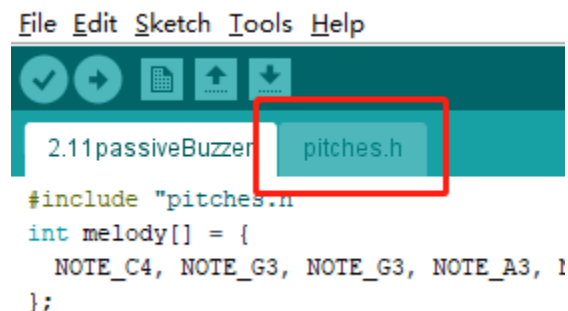 File Edit Sketch Tools Help
2.11passiveBuzzer pitches.h
#include "pitches.h
int melody[] = {
NOTE_C4, NOTE_G3, NOTE_G3, NOTE_A3,
};